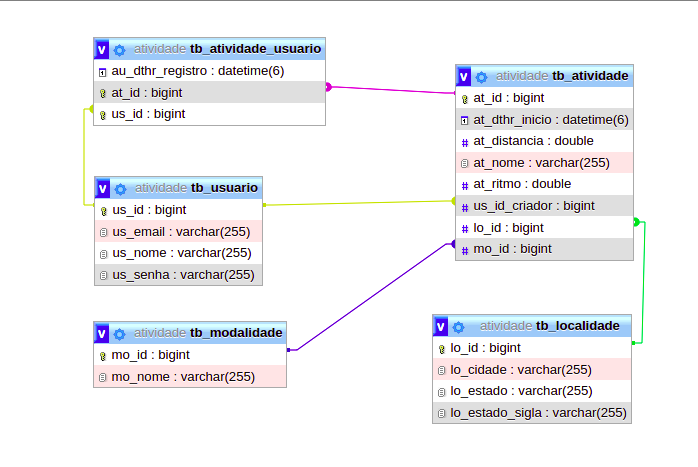 v atividade tb_atividade_usuario
au_dthr_registro : datetime(6)
at_id : bigint
us_id : bigint
v atividade tb_atividade
at_id : bigint
at_dthr_inicio : datetime(6)
# at_distancia : double
at_nome : varchar(255)
# at_ritmo : double
# us_id_criador : bigint
# lo_id : bigint
# mo_id : bigint
v atividade tb_usuario
us_id : bigint
us_email : varchar(255)
us_nome : varchar(255)
us_senha : varchar(255)
v atividade tb_modalidade
mo_id : bigint
mo_nome : varchar(255)
v atividade tb_localidade
lo_id : bigint
lo_cidade : varchar(255)
lo_estado : varchar(255)
lo_estado_sigla : varchar(255)